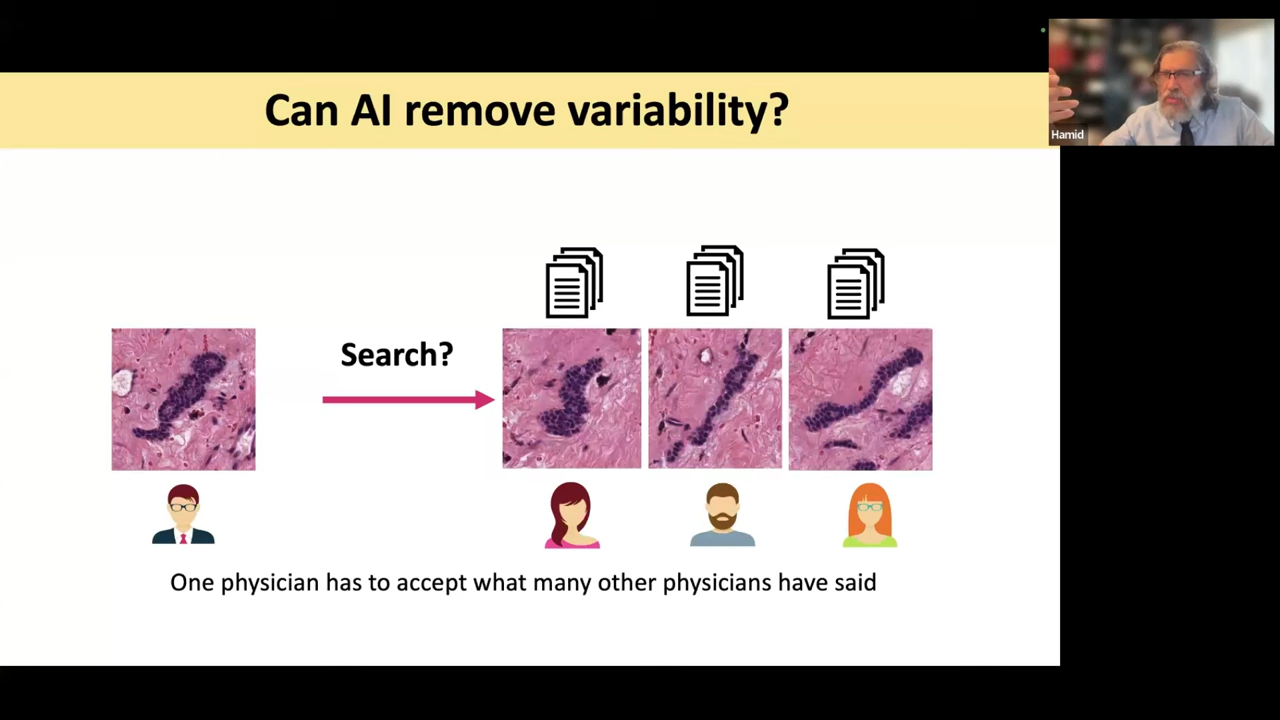 Can AI remove variability?
Hamid
Search?
One physician has to accept what many other physicians have said